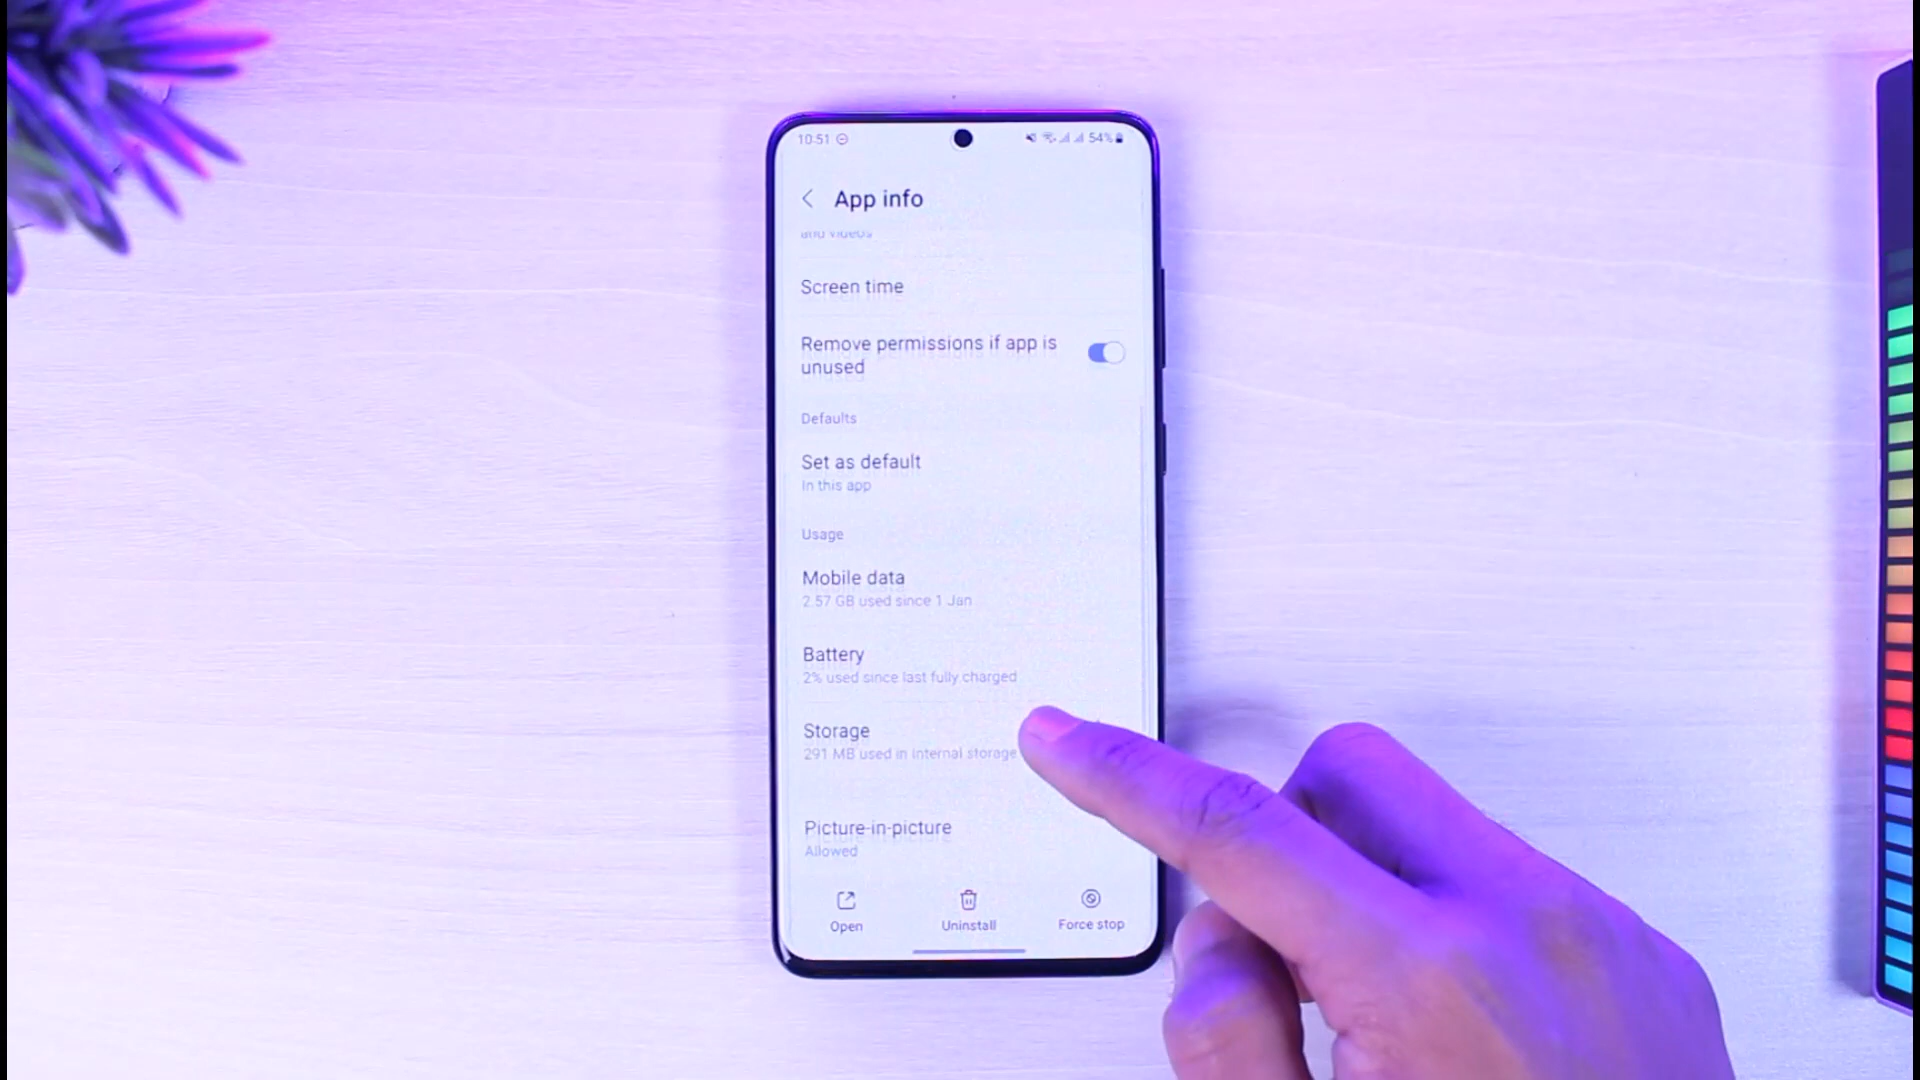 10:51
54%
App info
and videos
Screen time
Remove permissions if app is
unused
Defaults
Set as default
In this app
Usage
Mobile data
2.57 GB used since 1 Jan
Battery
2% used since last fully charged
Storage
291 MB used in internal storage
Picture-in-picture
Allowed
Open
Uninstall
Force stop